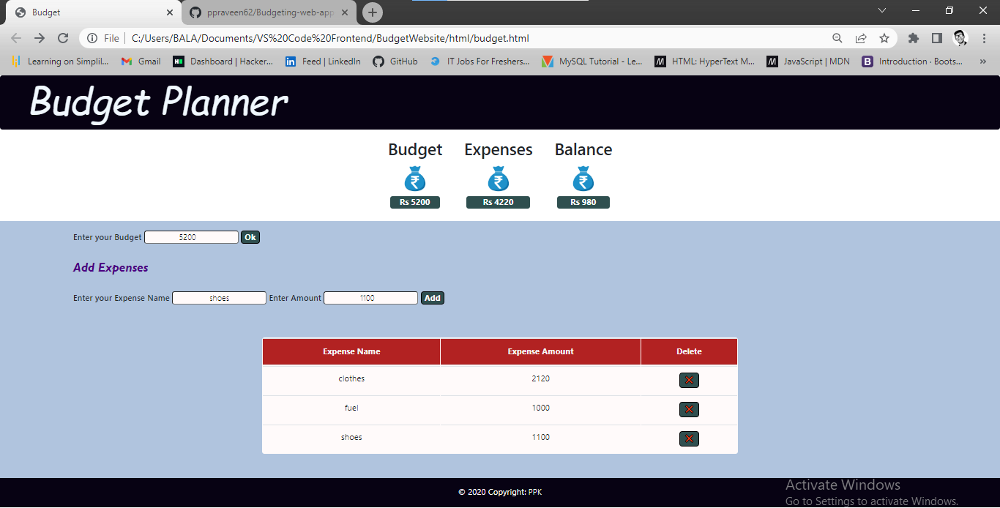 Budget
ppraveen62/Budgeting-web-app
File C:/Users/BALA/Documents/VS%20Code%20Frontend/BudgetWebsite/html/budget.html
Learning on Simplil... Gmail Dashboard | Hacker... Feed | LinkedIn GitHub IT Jobs For Freshers... MySQL Tutorial - Le... HTML: HyperText M... JavaScript | MDN Introduction · Boots... »
Budget Planner
Budget Expenses Balance
Rs 5200 Rs 4220 Rs 980
Enter your Budget 5200 Ok
Add Expenses
Enter your Expense Name shoes Enter Amount 1100 Add
Expense Name Expense Amount Delete
clothes 2120
fuel 1000
shoes 1100
© 2020 Copyright: PPK
Activate Windows
Go to Settings to activate Windows.